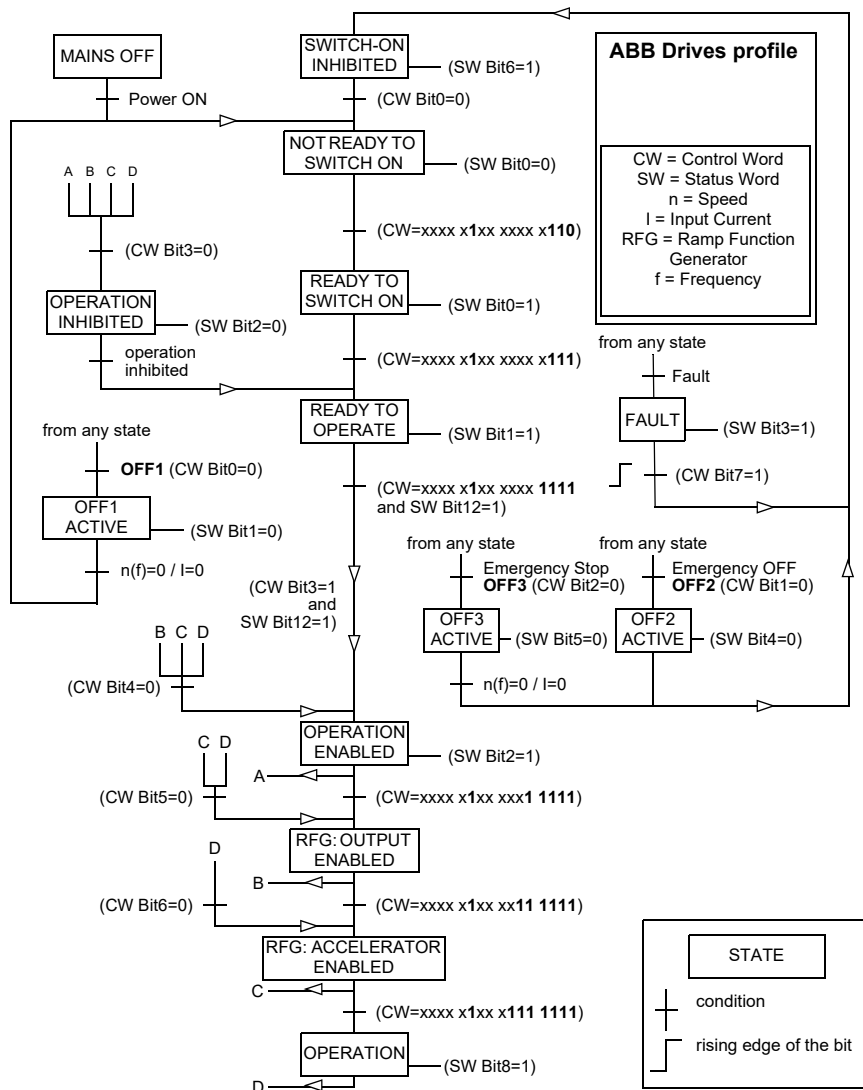 MAINS OFF
Power ON
SWITCH-ON
INHIBITED
(SW Bit6=1)
(CW Bit0=0)
NOT READY TO
SWITCH ON
(SW Bit0=0)
A B C D
(CW Bit3=0)
OPERATION
INHIBITED
(SW Bit2=0)
operation
inhibited
(CW=xxxx x1xx xxxx x110)
READY TO
SWITCH ON
(SW Bit0=1)
(CW=xxxx x1xx xxxx x111)
READY TO
OPERATE
(SW Bit1=1)
(CW=xxxx x1xx xxxx 1111
and SW Bit12=1)
ABB Drives profile
CW = Control Word
SW = Status Word
n = Speed
I = Input Current
RFG = Ramp Function
Generator
f = Frequency
from any state
Fault
FAULT
(SW Bit3=1)
(CW Bit7=1)
from any state
OFF1 (CW Bit0=0)
OFF1
ACTIVE
(SW Bit1=0)
n(f)=0 / I=0
(CW Bit3=1
and
SW Bit12=1)
from any state
Emergency Stop
OFF3 (CW Bit2=0)
OFF3
ACTIVE
(SW Bit5=0)
n(f)=0 / I=0
from any state
Emergency OFF
OFF2 (CW Bit1=0)
OFF2
ACTIVE
(SW Bit4=0)
B C D
(CW Bit4=0)
OPERATION
ENABLED
(SW Bit2=1)
A
C D
(CW Bit5=0)
(CW=xxxx x1xx xxx1 1111)
RFG: OUTPUT
ENABLED
B
D
(CW Bit6=0)
(CW=xxxx x1xx xx11 1111)
RFG: ACCELERATOR
ENABLED
C
(CW=xxxx x1xx x111 1111)
OPERATION
(SW Bit8=1)
D
STATE
condition
rising edge of the bit